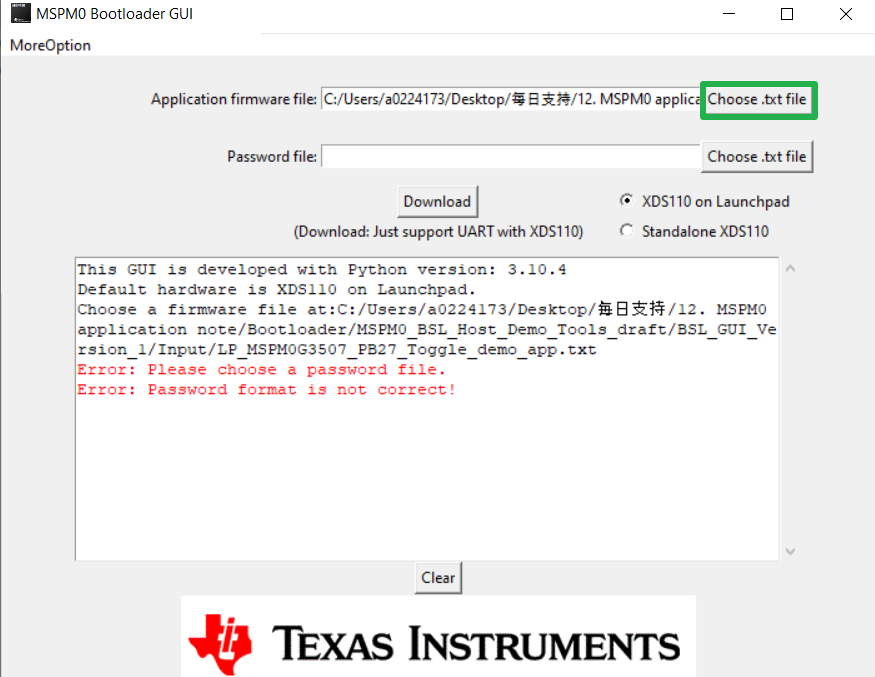 MSPM0 Bootloader GUI
MoreOption
Application firmware file: C:/Users/a0224173/Desktop/每日支持/12. MSPM0 applica Choose .txt file
Password file: Choose .txt file
Download XDS110 on Launchpad
(Download: Just support UART with XDS110) Standalone XDS110
This GUI is developed with Python version: 3.10.4
Default hardware is XDS110 on Launchpad.
Choose a firmware file at:C:/Users/a0224173/Desktop/每日支持/12. MSPM0
application note/Bootloader/MSPM0_BSL_Host_Demo_Tools_draft/BSL_GUI_Ve
rsion_1/Input/LP_MSPM0G3507_PB27_Toggle_demo_app.txt
Error: Please choose a password file.
Error: Password format is not correct!
Clear
TEXAS INSTRUMENTS